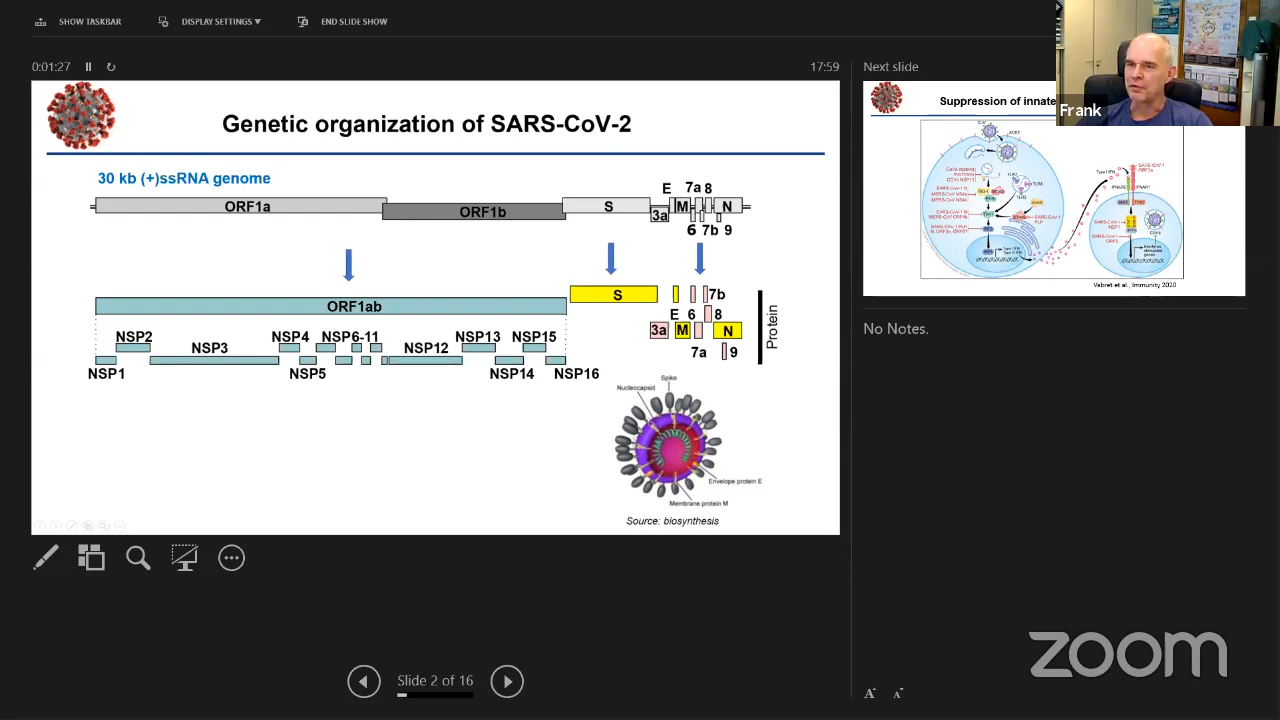 SHOW TASKBAR
DISPLAY SETTINGS ▼
END SLIDE SHOW
0:01:27
17:59
Genetic organization of SARS-CoV-2
30 kb (+)ssRNA genome
E 7a 8
ORF1a
ORF1b
S
M
N
3a
6 7b 9
ORF1ab
S
7b
E 6 8
3a M N
7a 9
Protein
NSP2
NSP4 NSP6-11
NSP13 NSP15
NSP3
NSP12
NSP1
NSP5
NSP14
NSP16
Spike
Nucleocapsid
Envelope protein E
Membrane protein M
Source: biosynthesis
Slide 2 of 16
Next slide
Suppression of innate
Vabret et al., Immunity 2020
Frank
No Notes.
A A
zoom